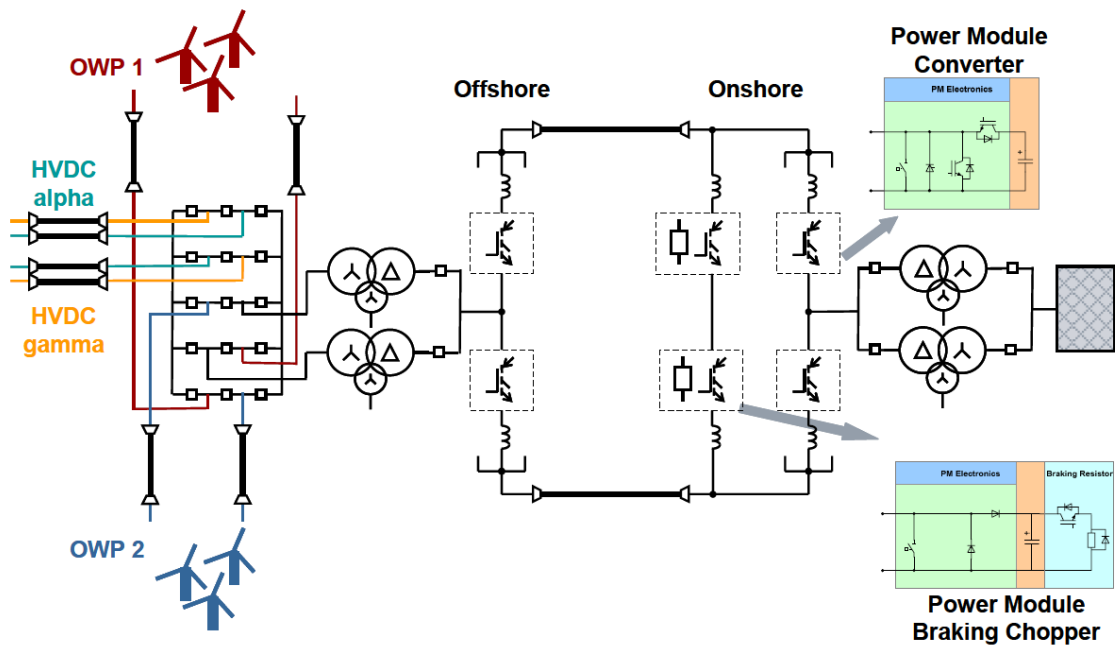 OWP 1
Offshore
Onshore
Power Module
Converter
PM Electronics
+
HVDC
alpha
HVDC
gamma
OWP 2
PM Electronics
Braking Resistor
+
Power Module
Braking Chopper